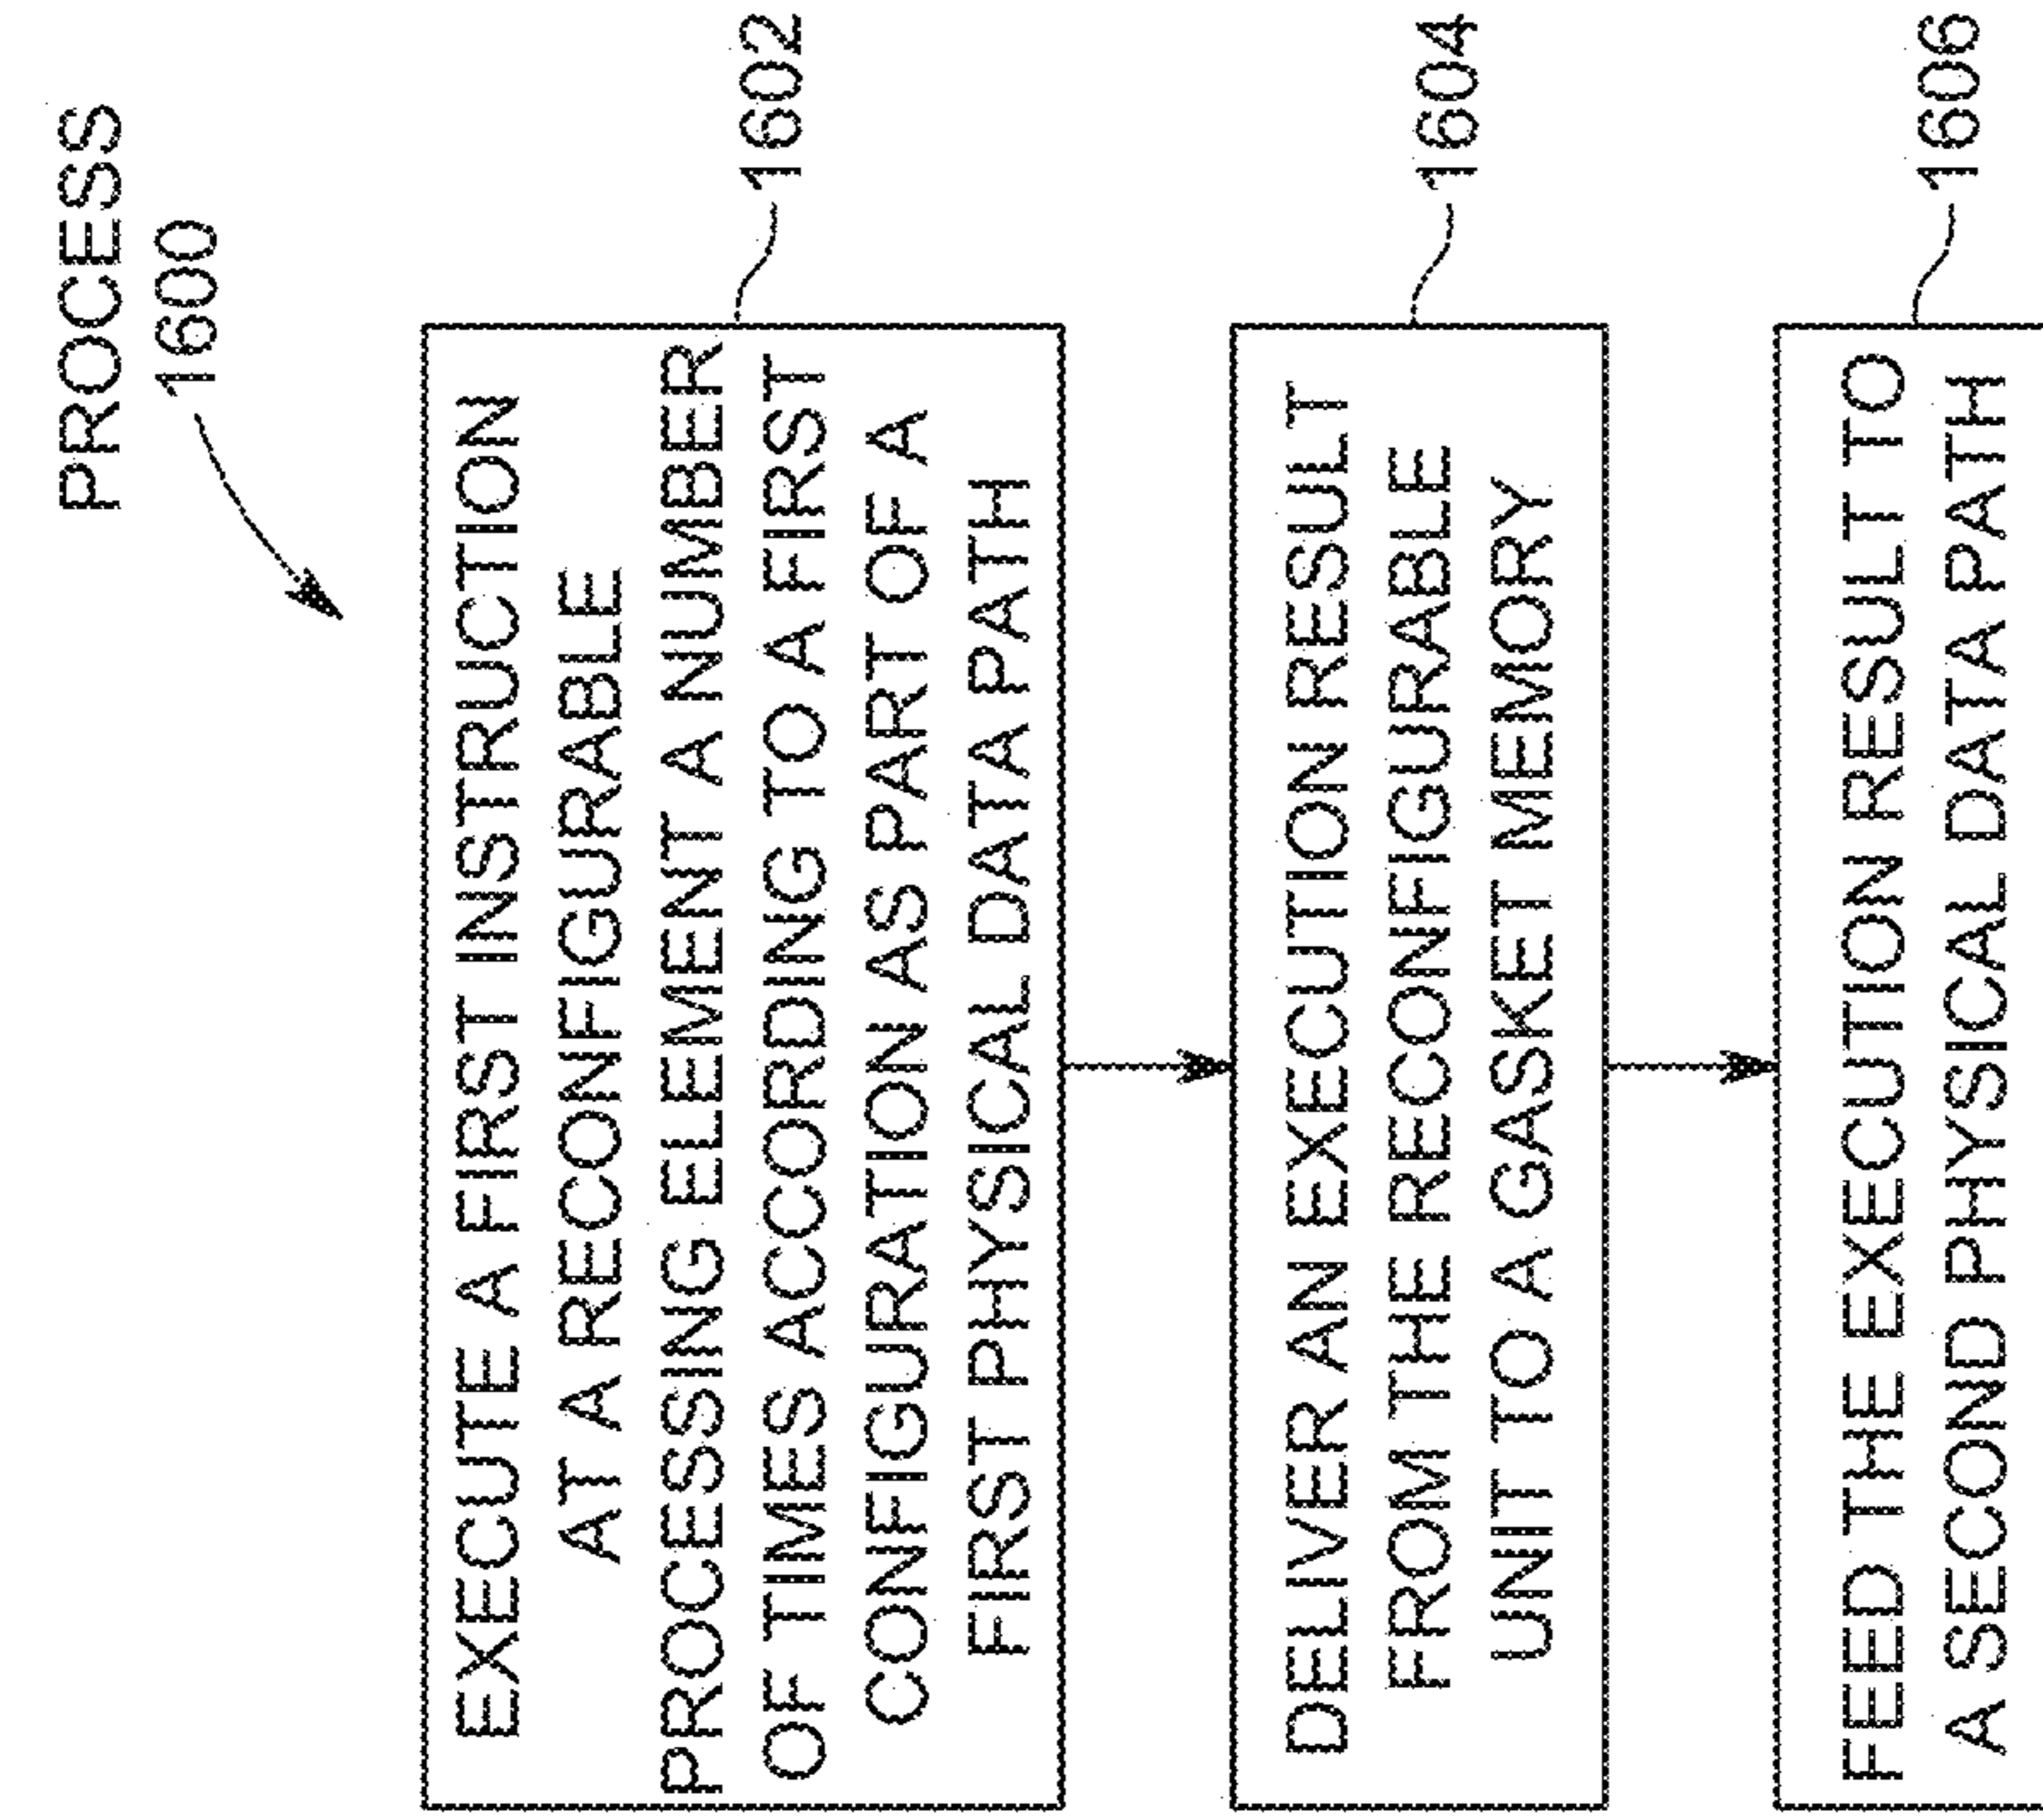 PROCESS
1600
EXECUTE A FIRST INSTRUCTION
AT A RECONFIGURABLE
PROCESSING ELEMENT A NUMBER
OF TIMES ACCORDING TO A FIRST
CONFIGURATION AS PART OF A
FIRST PHYSICAL DATA PATH
1602
DELIVER AN EXECUTION RESULT
FROM THE RECONFIGURABLE
UNIT TO A GASKET MEMORY
1604
FEED THE EXECUTION RESULT TO
A SECOND PHYSICAL DATA PATH
1606